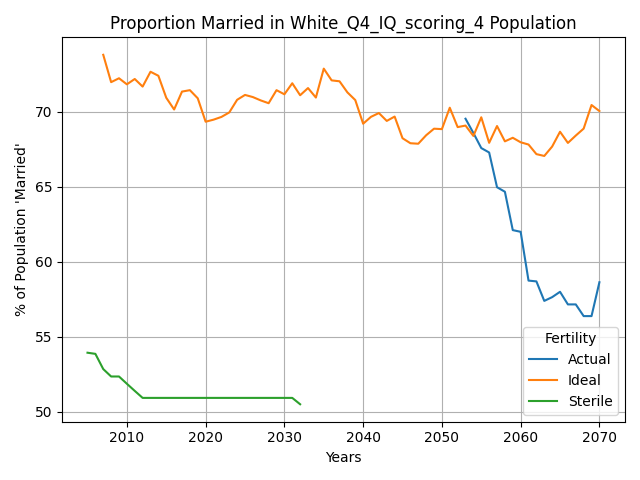 Proportion Married in White_Q4_IQ_scoring_4 Population
% of Population 'Married'
70
65
60
55
50
Fertility
Actual
Ideal
Sterile
2010 2020 2030 2040 2050 2060 2070
Years